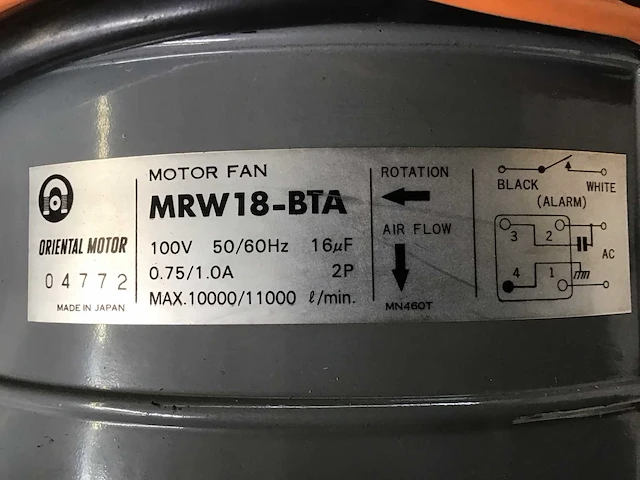 ORIENTAL MOTOR
04772
MADE IN JAPAN
MOTOR FAN
MRW18-BTA
100V 50/60Hz 16µF
0.75/1.0A 2P
MAX.10000/11000 ℓ/min.
ROTATION
AIR FLOW
MN460T
BLACK WHITE
(ALARM)
3 2
AC
4 1